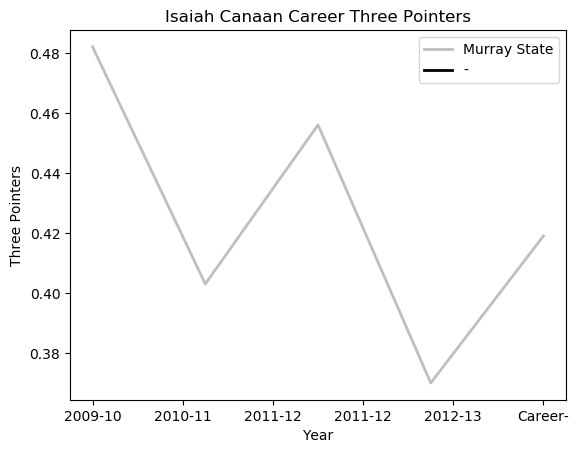 Isaiah Canaan Career Three Pointers
Murray State
-
Three Pointers
0.48
0.46
0.44
0.42
0.40
0.38
2009-10 2010-11 2011-12 2011-12 2012-13 Career-
Year